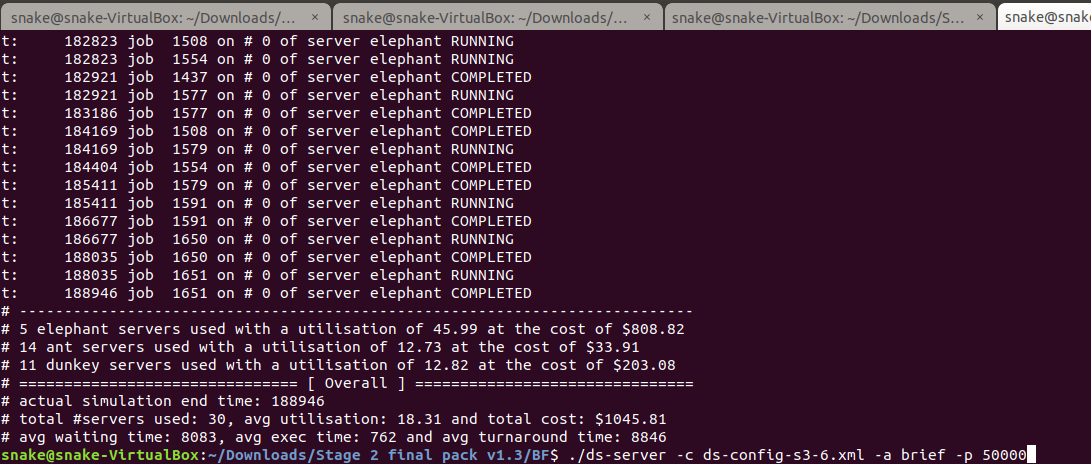 snake@snake-VirtualBox: ~/Downloads/... × snake@snake-VirtualBox: ~/Downloads/... × snake@snake-VirtualBox: ~/Downloads/S... × snake@snake
t: 182823 job 1508 on # 0 of server elephant RUNNING
t: 182823 job 1554 on # 0 of server elephant RUNNING
t: 182921 job 1437 on # 0 of server elephant COMPLETED
t: 182921 job 1577 on # 0 of server elephant RUNNING
t: 183186 job 1577 on # 0 of server elephant COMPLETED
t: 184169 job 1508 on # 0 of server elephant COMPLETED
t: 184169 job 1579 on # 0 of server elephant RUNNING
t: 184404 job 1554 on # 0 of server elephant COMPLETED
t: 185411 job 1579 on # 0 of server elephant COMPLETED
t: 185411 job 1591 on # 0 of server elephant RUNNING
t: 186677 job 1591 on # 0 of server elephant COMPLETED
t: 186677 job 1650 on # 0 of server elephant RUNNING
t: 188035 job 1650 on # 0 of server elephant COMPLETED
t: 188035 job 1651 on # 0 of server elephant RUNNING
t: 188946 job 1651 on # 0 of server elephant COMPLETED
# ---------------------------------------------------------------------------
# 5 elephant servers used with a utilisation of 45.99 at the cost of $808.82
# 14 ant servers used with a utilisation of 12.73 at the cost of $33.91
# 11 dunkey servers used with a utilisation of 12.82 at the cost of $203.08
# =============================== [ Overall ] ===============================
# actual simulation end time: 188946
# total #servers used: 30, avg utilisation: 18.31 and total cost: $1045.81
# avg waiting time: 8083, avg exec time: 762 and avg turnaround time: 8846
snake@snake-VirtualBox:~/Downloads/Stage 2 final pack v1.3/BF$ ./ds-server -c ds-config-s3-6.xml -a brief -p 50000